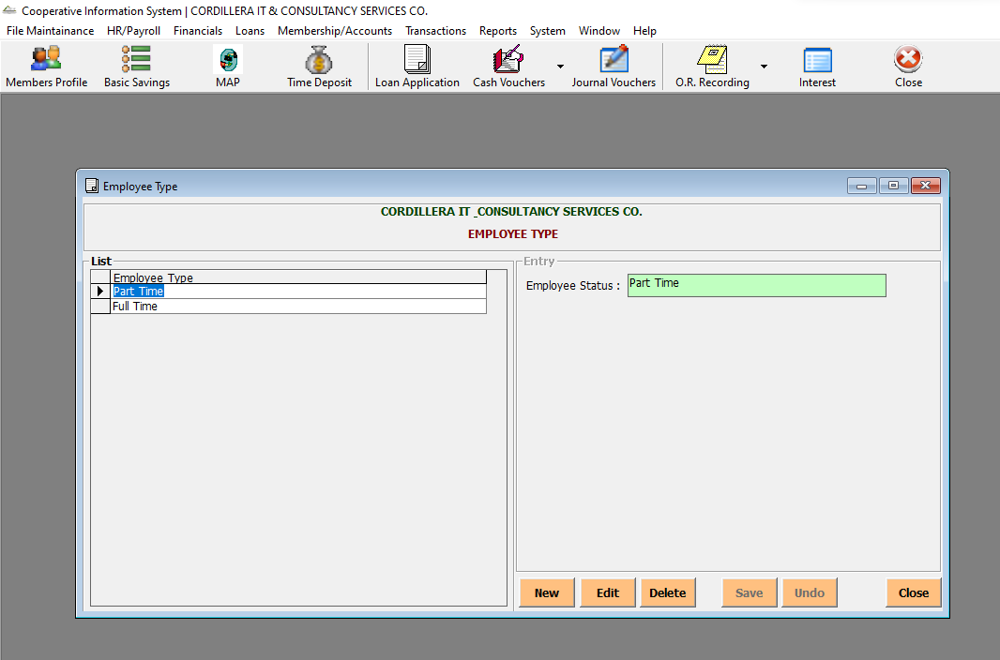 Cooperative Information System | CORDILLERA IT & CONSULTANCY SERVICES CO.
File Maintainance HR/Payroll Financials Loans Membership/Accounts Transactions Reports System Window Help
Members Profile Basic Savings MAP Time Deposit Loan Application Cash Vouchers Journal Vouchers O.R. Recording Interest Close
Employee Type
CORDILLERA IT _CONSULTANCY SERVICES CO.
EMPLOYEE TYPE
List
Employee Type
Part Time
Full Time
Entry
Employee Status : Part Time
New Edit Delete Save Undo Close